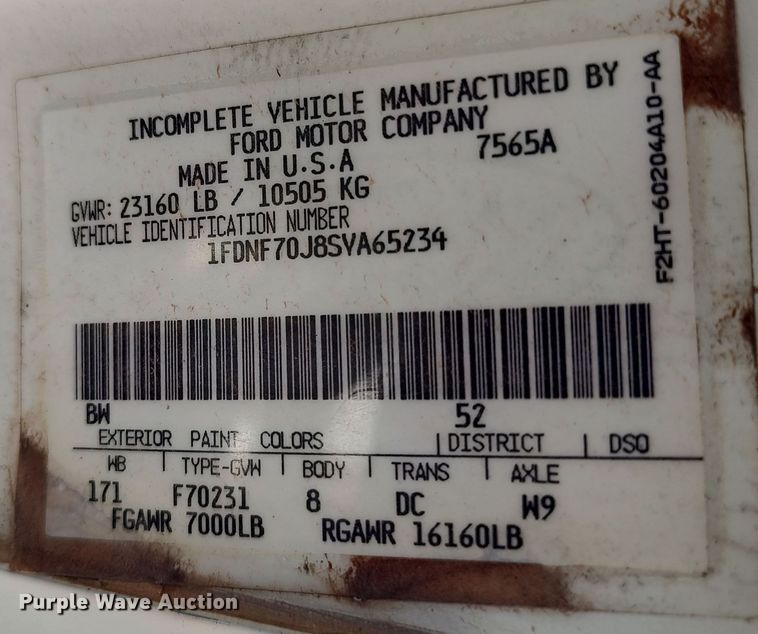 INCOMPLETE VEHICLE MANUFACTURED BY
FORD MOTOR COMPANY
MADE IN U.S.A 7565A
GVWR: 23160 LB / 10505 KG
VEHICLE IDENTIFICATION NUMBER
1FDNF70J8SVA65234
F2HT-60204A10-AA
BW 52
EXTERIOR PAINT COLORS DISTRICT DSO
WB TYPE-GVW BODY TRANS AXLE
171 F70231 8 DC W9
FGAWR 7000LB RGAWR 16160LB
Purple Wave Auction